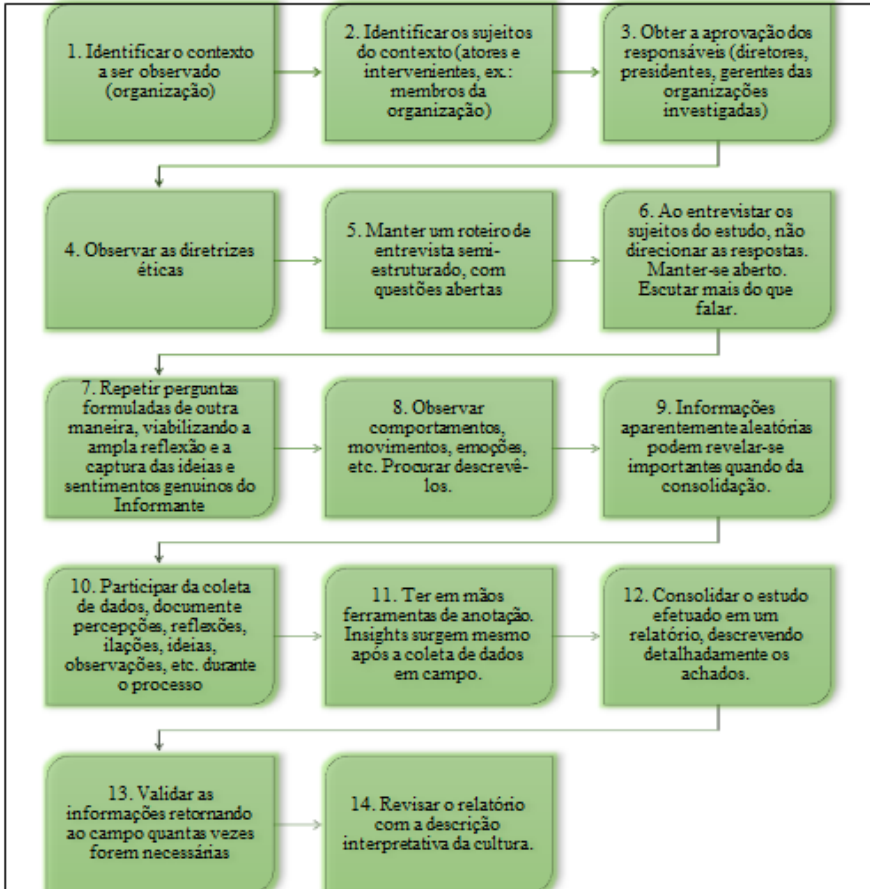 1. Identificar o contexto
a ser observado
(organização)
2. Identificar os sujeitos
do contexto (atores e
intervenientes, ex.:
membros da
organização)
3. Obter a aprovação dos
responsáveis (diretores,
presidentes, gerentes das
organizações
investigadas)
4. Observar as diretrizes
éticas
5. Manter um roteiro de
entrevista semi-
estruturado, com
questões abertas
6. Ao entrevistar os
sujeitos do estudo, não
direcionar as respostas.
Manter-se aberto.
Escutar mais do que
falar.
7. Repetir perguntas
formuladas de outra
maneira, viabilizando a
ampla reflexão e a
captura das ideias e
sentimentos genuinos do
Informante
8. Observar
comportamentos,
movimentos, emoções,
etc. Procurar descrevê-
los.
9. Informações
aparentemente aleatórias
podem revelar-se
importantes quando da
consolidação.
10. Participar da coleta
de dados, documente
percepções, reflexões,
ilações, ideias,
observações, etc. durante
o processo
11. Ter em mãos
ferramentas de anotação.
Insights surgem mesmo
após a coleta de dados
em campo.
12. Consolidar o estudo
efetuado em um
relatório, descrevendo
detalhadamente os
achados.
13. Validar as
informações retornando
ao campo quantas vezes
forem necessárias
14. Revisar o relatório
com a descrição
interpretativa da cultura.